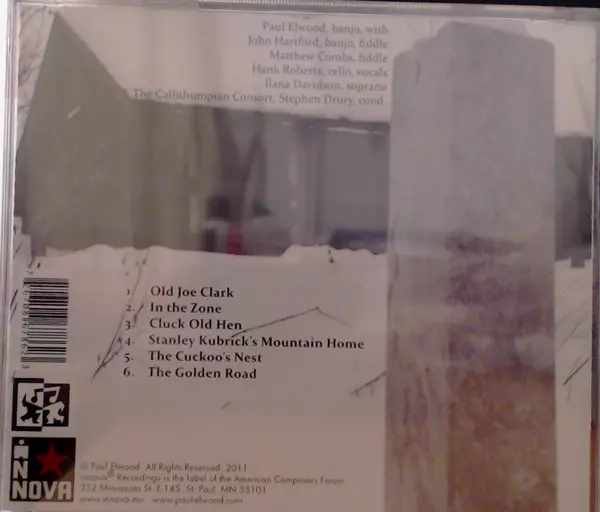 Paul Elwood, banjo, with
John Hartford, banjo, fiddle
Matthew Combs, fiddle
Hank Roberts, cello, vocals
Ilana Davidson, soprano
The Callithumpian Consort, Stephen Drury, cond.
1. Old Joe Clark
2. In the Zone
3. Cluck Old Hen
4. Stanley Kubrick's Mountain Home
5. The Cuckoo's Nest
6. The Golden Road
INNOVA
© Paul Elwood. All Rights Reserved. 2011
innova Recordings is the label of the American Composers Forum.
332 Minnesota St. E-145, St. Paul, MN 55101
www.innova.mu www.paulelwood.com